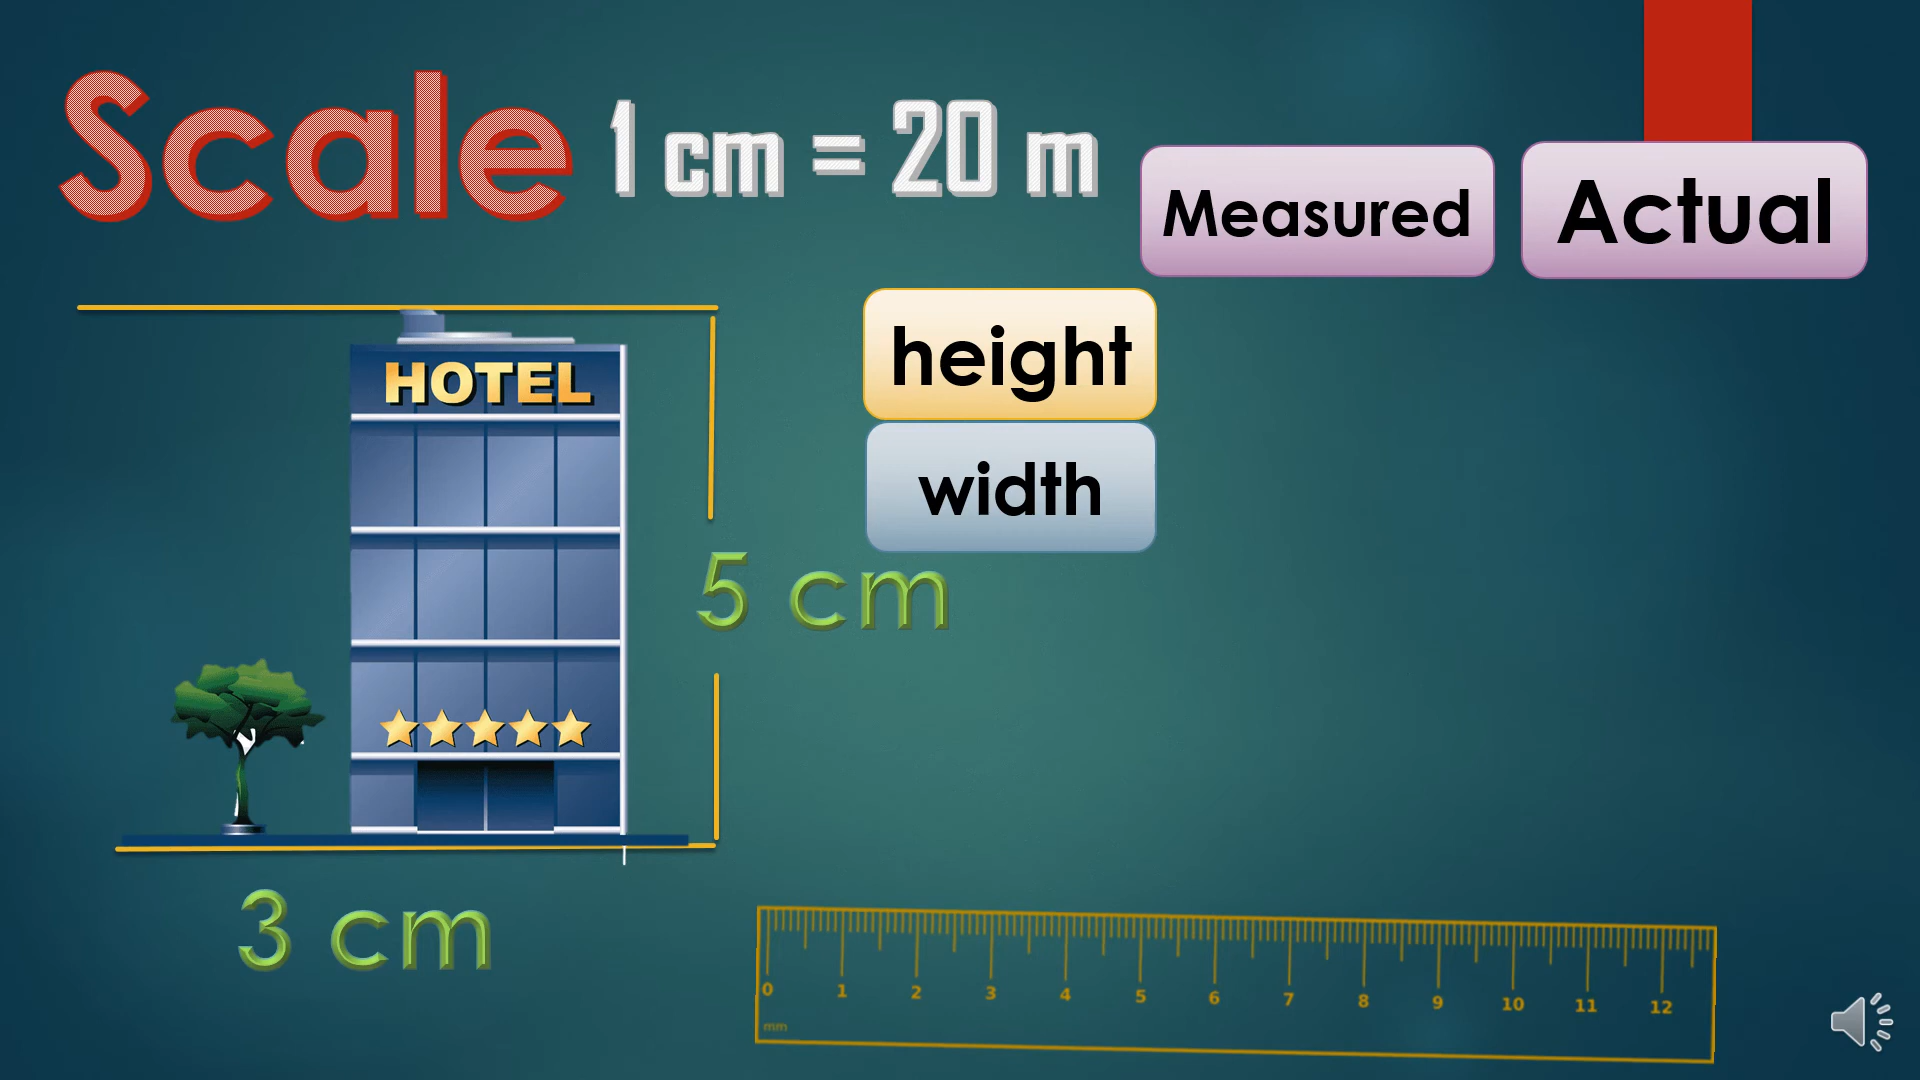 Scale 1 cm = 20 m
Measured Actual
height
width
HOTEL
5 cm
3 cm
0 1 2 3 4 5 6 7 8 9 10 11 12
mm